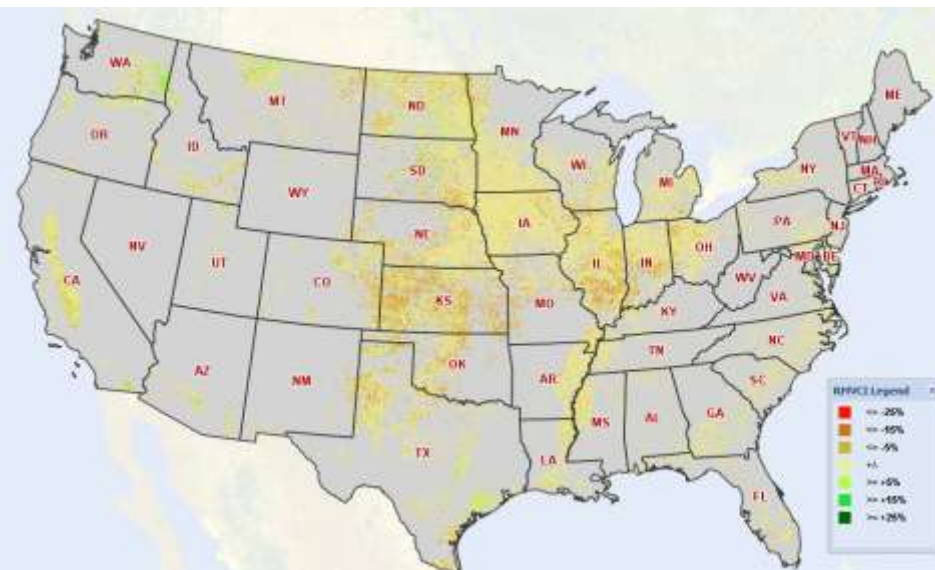 WA
MT
ND
MN
ME
OR
ID
SD
WI
MI
NY
VT
NH
MA
CT
RI
WY
NE
IA
PA
NJ
NV
UT
CO
IL
IN
OH
MD
DE
CA
KS
MO
WV
VA
KY
AZ
NM
OK
AR
TN
NC
SC
TX
LA
MS
AL
GA
FL
<= -25%
<= -15%
<= -5%
+/-
>= +5%
>= +15%
>= +25%
Legend